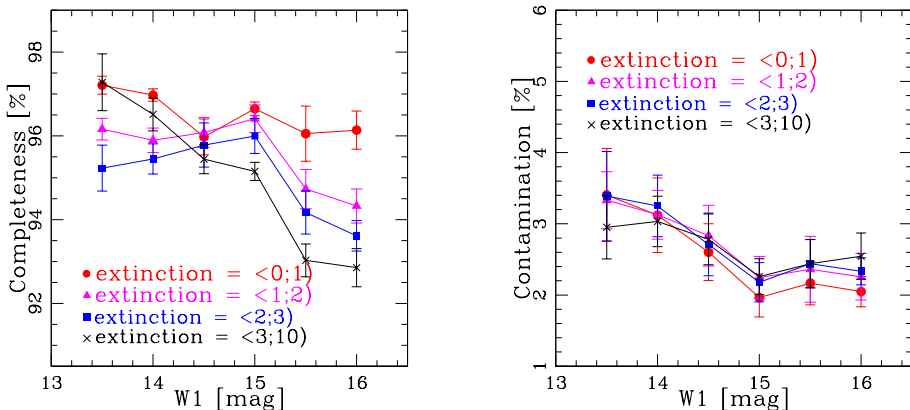 Completeness [%]
98
96
94
92
extinction = <0;1)
extinction = <1;2)
extinction = <2;3)
extinction = <3;10)
13 14 15 16
W1 [mag]
Contamination [%]
6
5
4
3
2
1
extinction = <0;1)
extinction = <1;2)
extinction = <2;3)
extinction = <3;10)
13 14 15 16
W1 [mag]